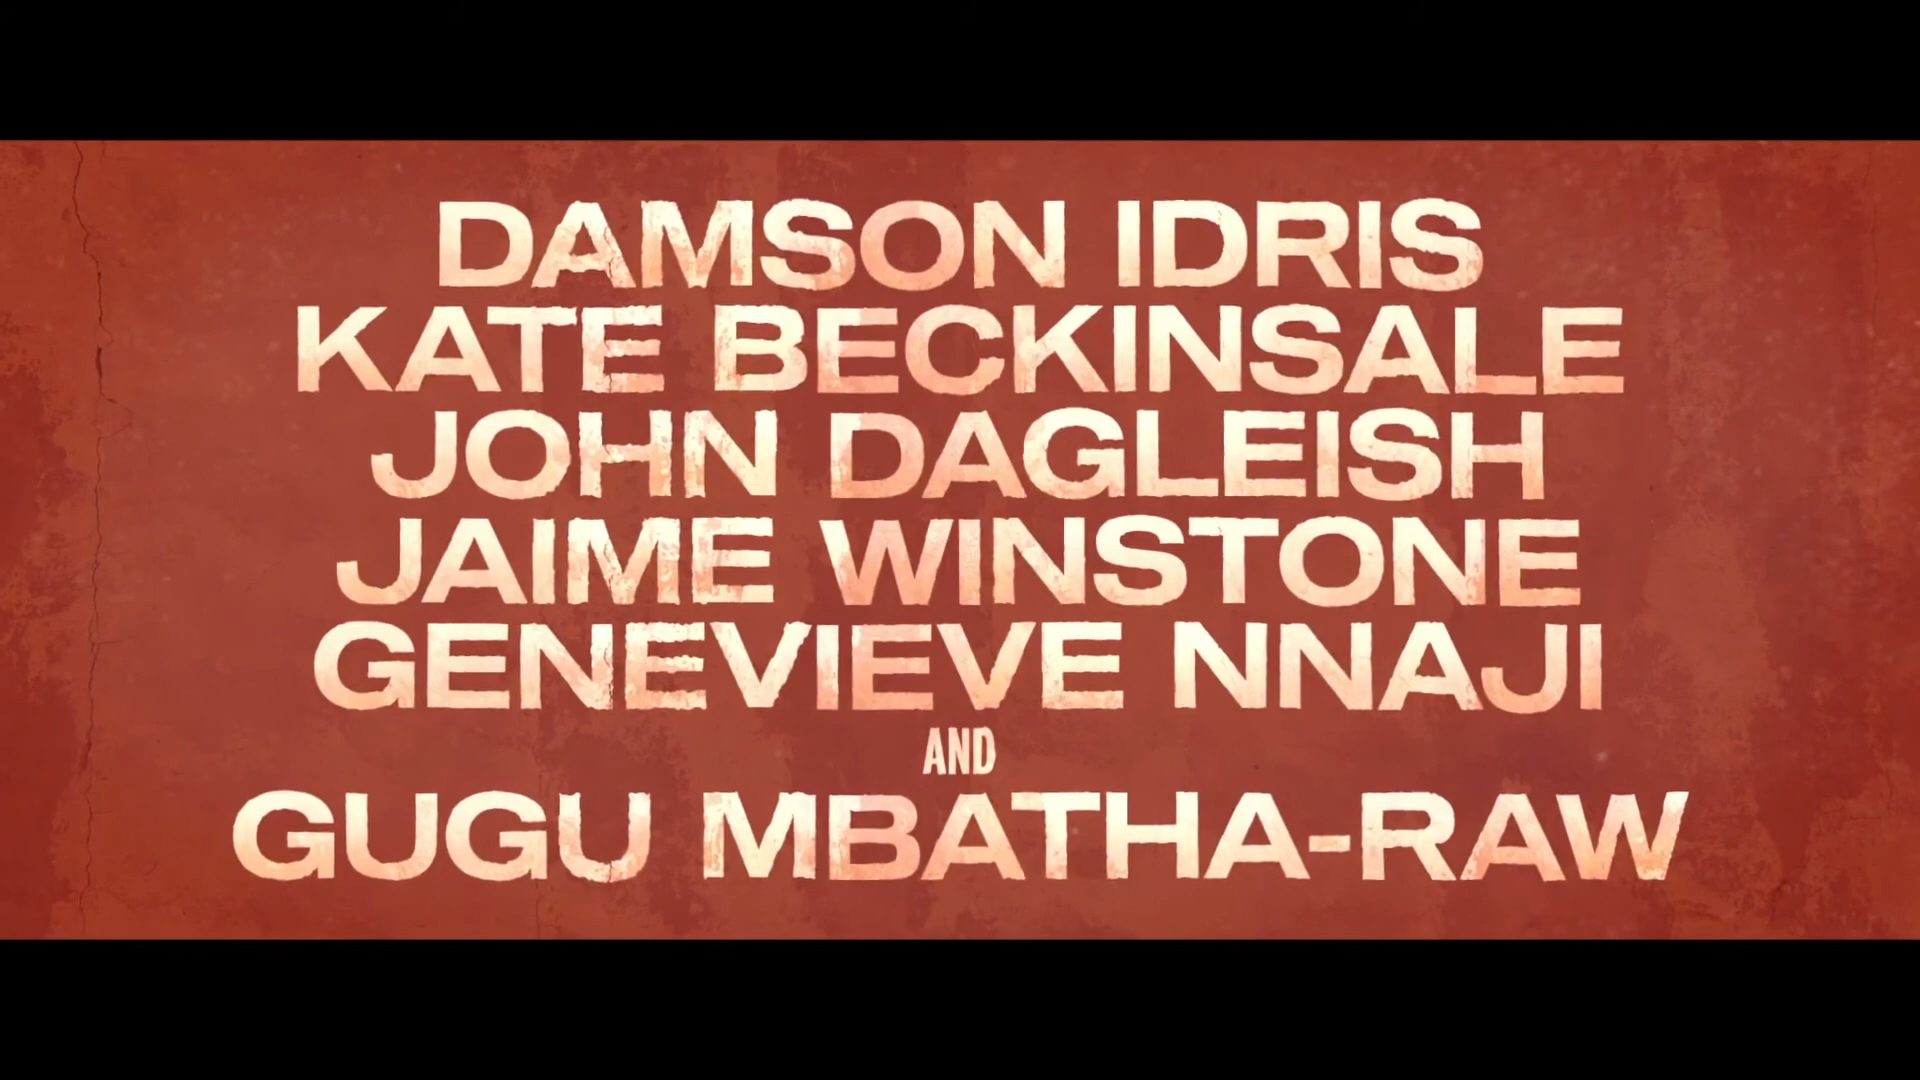 DAMSON IDRIS
KATE BECKINSALE
JOHN DAGLEISH
JAIME WINSTONE
GENEVIEVE NNAJI
AND
GUGU MBATHA-RAW